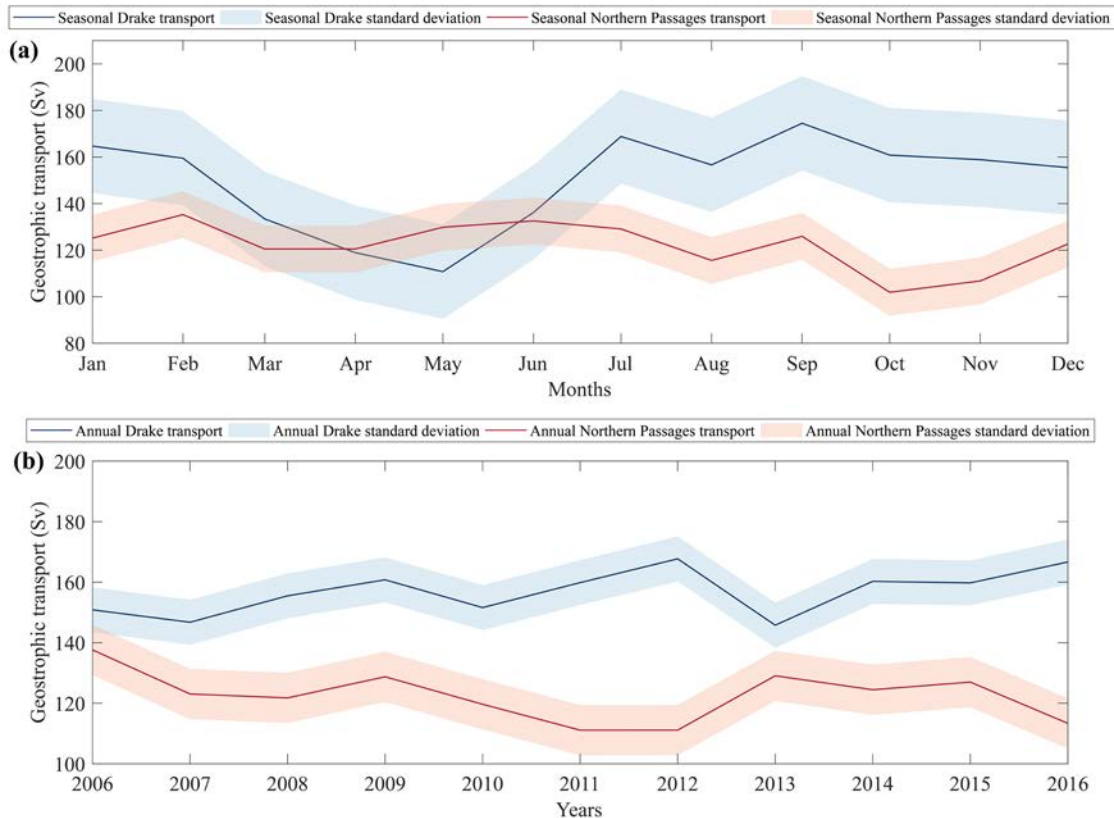 Seasonal Drake transport Seasonal Drake standard deviation Seasonal Northern Passages transport Seasonal Northern Passages standard deviation
(a)
Geostrophic transport (Sv)
200
180
160
140
120
100
80
Jan Feb Mar Apr May Jun Jul Aug Sep Oct Nov Dec
Months
Annual Drake transport Annual Drake standard deviation Annual Northern Passages transport Annual Northern Passages standard deviation
(b)
Geostrophic transport (Sv)
200
180
160
140
120
100
2006 2007 2008 2009 2010 2011 2012 2013 2014 2015 2016
Years